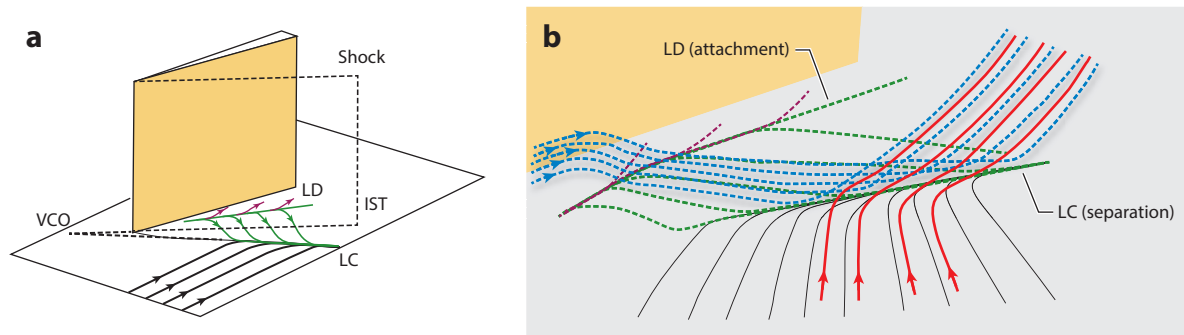 a
Shock
LD
VCO
IST
LC
b
LD (attachment)
LC (separation)